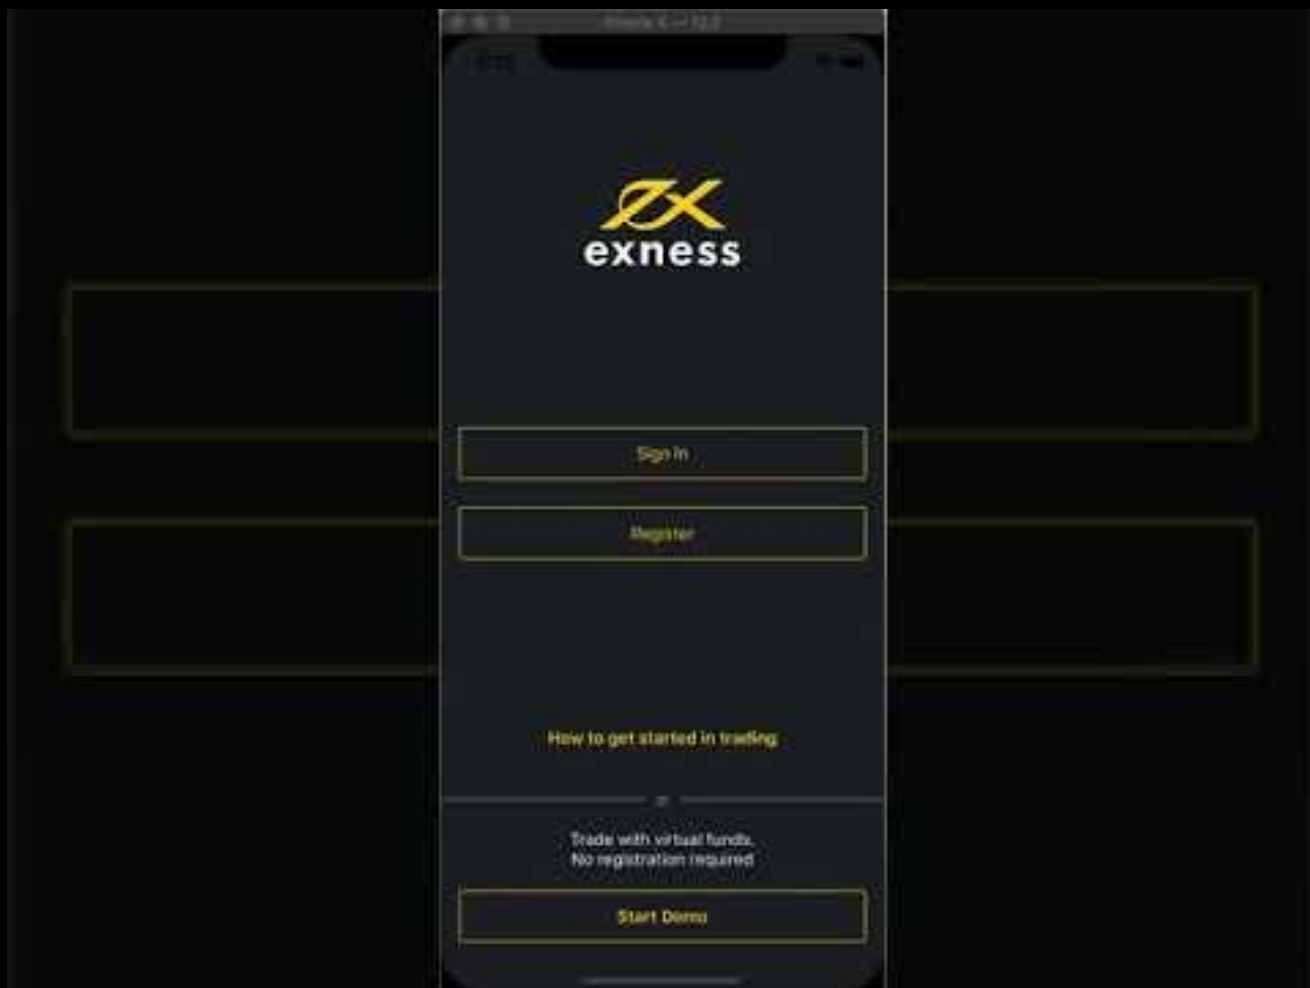 exness
Sign in
Register
How to get started in trading
or
Trade with virtual funds.
No registration required
Start Demo